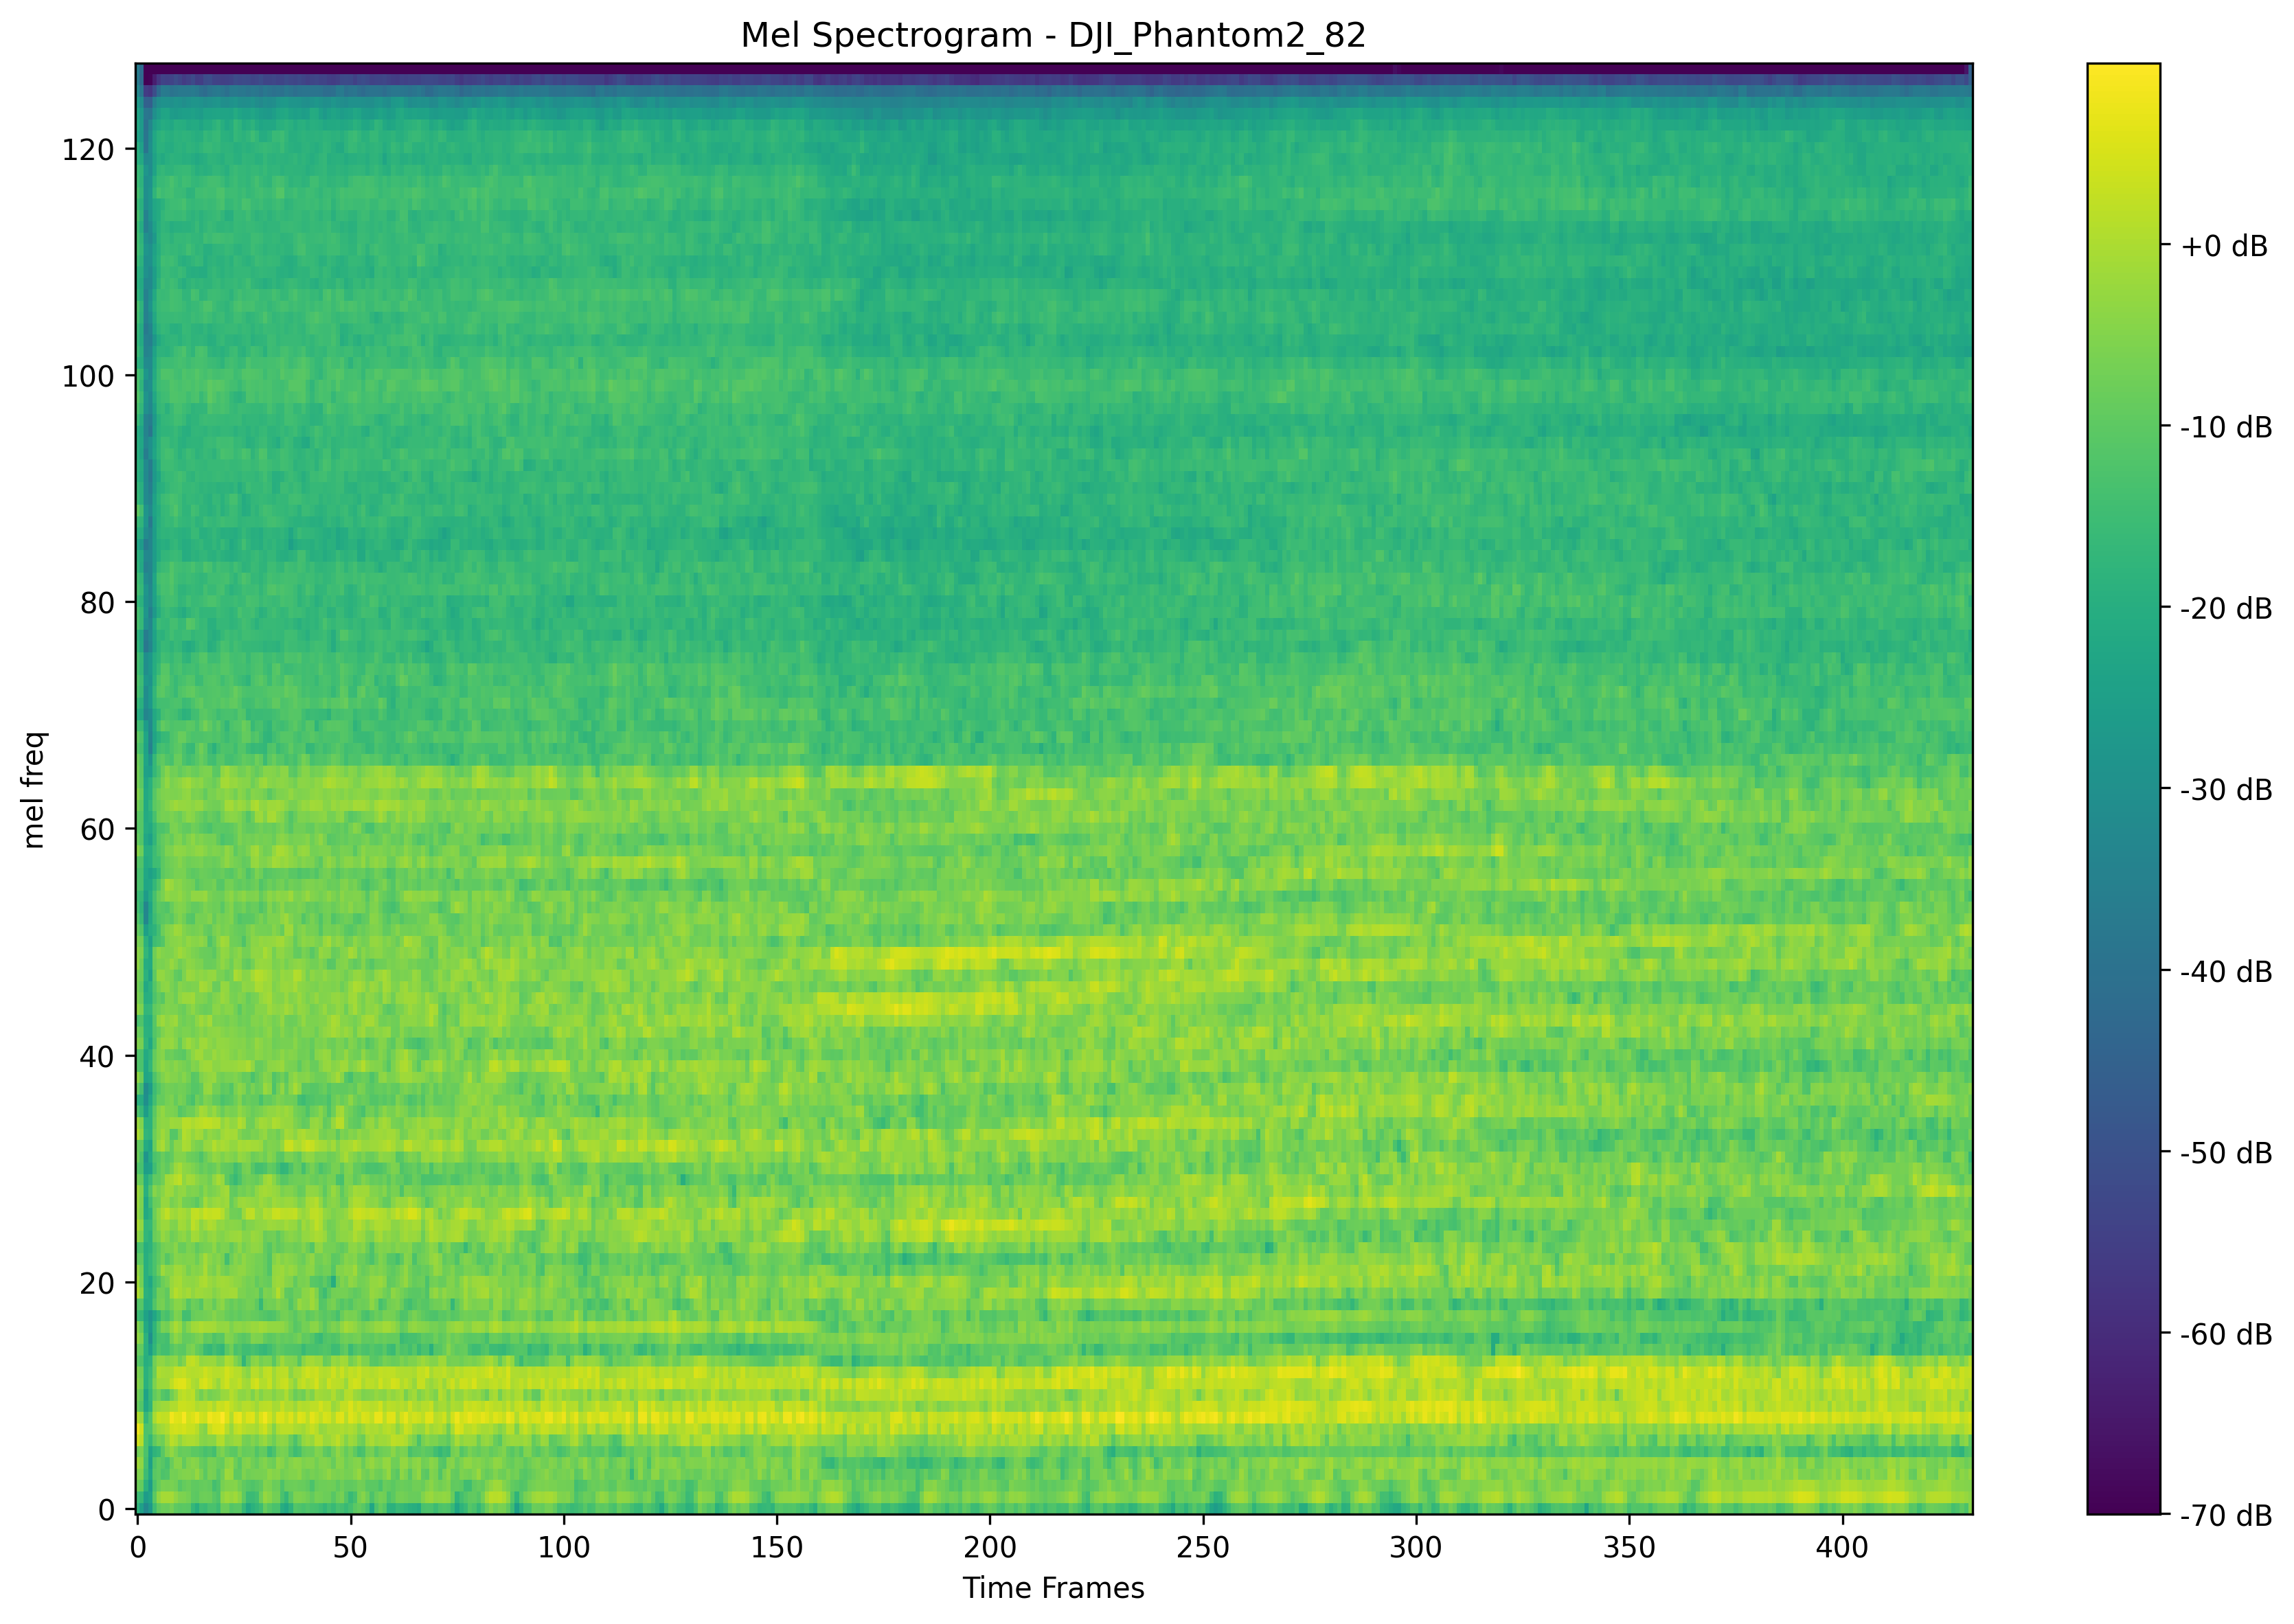 Mel Spectrogram - DJI_Phantom2_82
120
100
80
60
40
20
0
mel freq
0 50 100 150 200 250 300 350 400
Time Frames
+0 dB
-10 dB
-20 dB
-30 dB
-40 dB
-50 dB
-60 dB
-70 dB